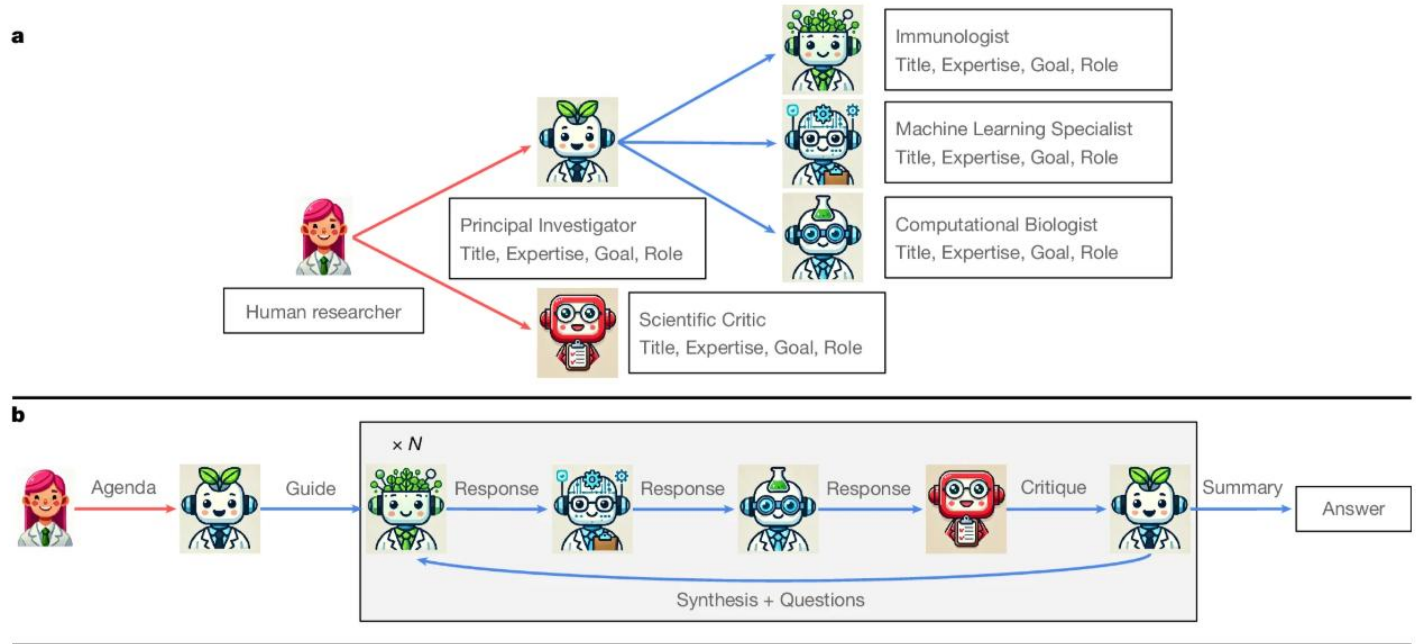 a
Immunologist
Title, Expertise, Goal, Role
Machine Learning Specialist
Title, Expertise, Goal, Role
Principal Investigator
Title, Expertise, Goal, Role
Computational Biologist
Title, Expertise, Goal, Role
Human researcher
Scientific Critic
Title, Expertise, Goal, Role
b
× N
Agenda
Guide
Response
Response
Response
Critique
Summary
Answer
Synthesis + Questions